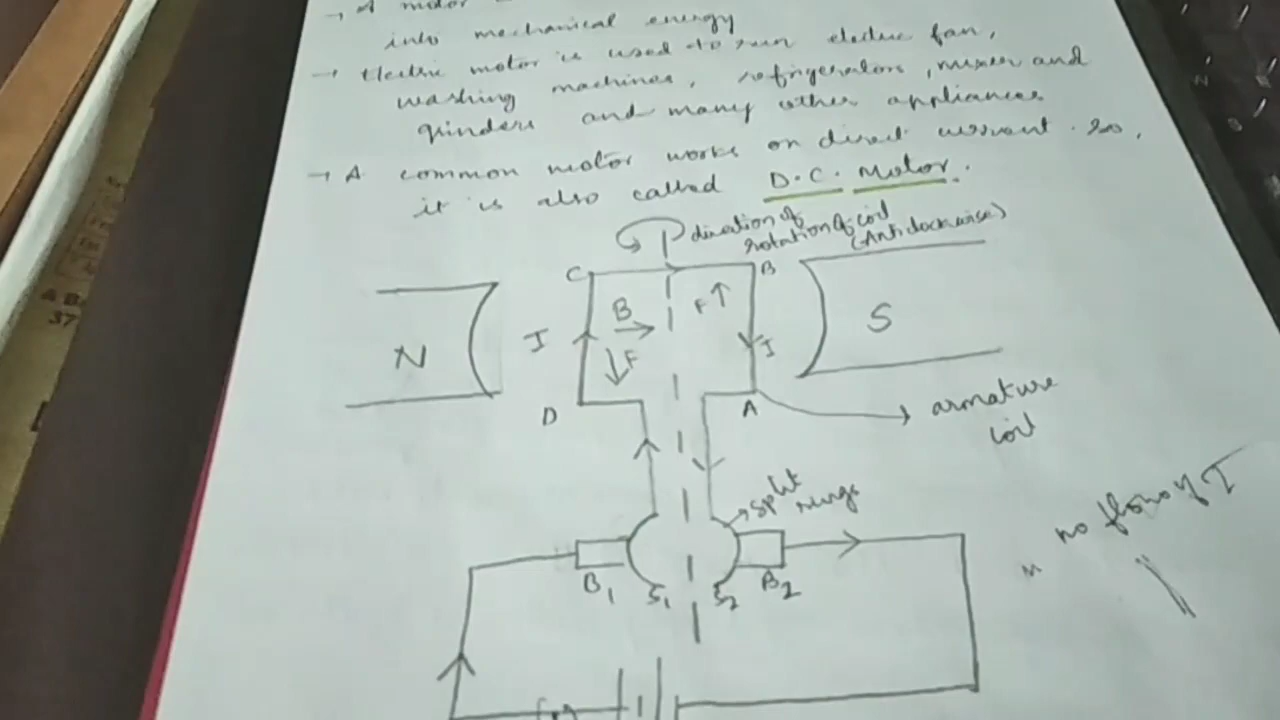 → A motor
into mechanical energy
→ Electric motor is used to run electric fan,
washing machines, refrigerators, mixer and
grinders and many other appliances
→ A common motor works on direct current. So,
it is also called D.C. Motor.
direction of
rotation of coil
(Anticlockwise)
C
B
N
I
B
F
F
I
S
D
A
armature
coil
split
rings
no flow of I
B1
S1
S2
B2